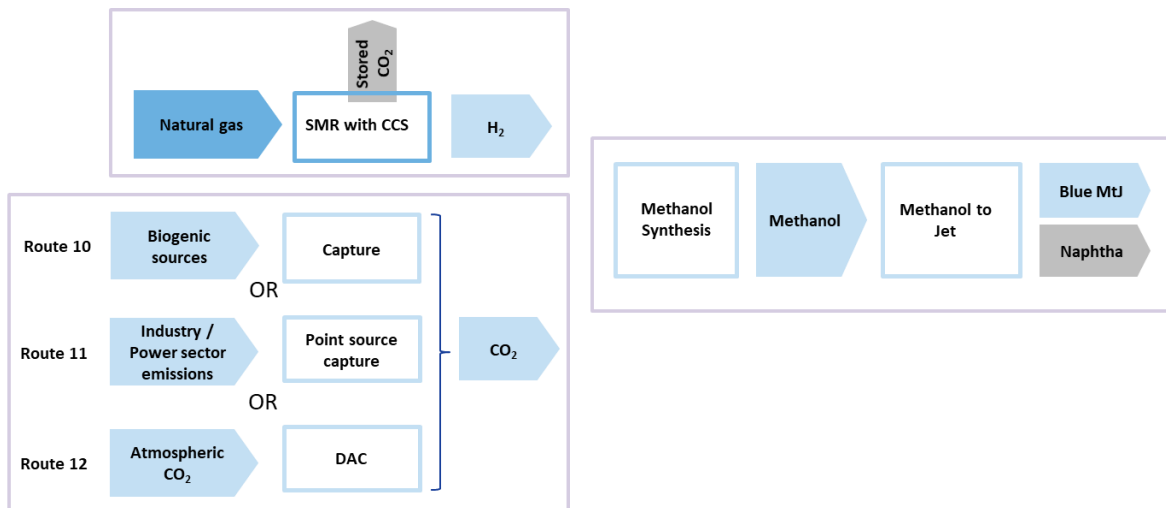 Stored
CO₂
Natural gas
SMR with CCS
H₂
Route 10
Biogenic
sources
Capture
OR
Route 11
Industry /
Power sector
emissions
Point source
capture
CO₂
OR
Route 12
Atmospheric
CO₂
DAC
Methanol
Synthesis
Methanol
Methanol to
Jet
Blue MtJ
Naphtha